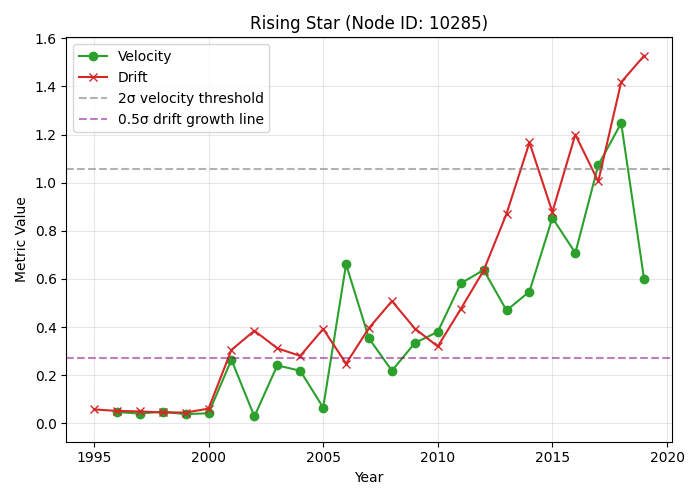 Rising Star (Node ID: 10285)
Velocity
Drift
2σ velocity threshold
0.5σ drift growth line
Metric Value
1.6
1.4
1.2
1.0
0.8
0.6
0.4
0.2
0.0
1995 2000 2005 2010 2015 2020
Year